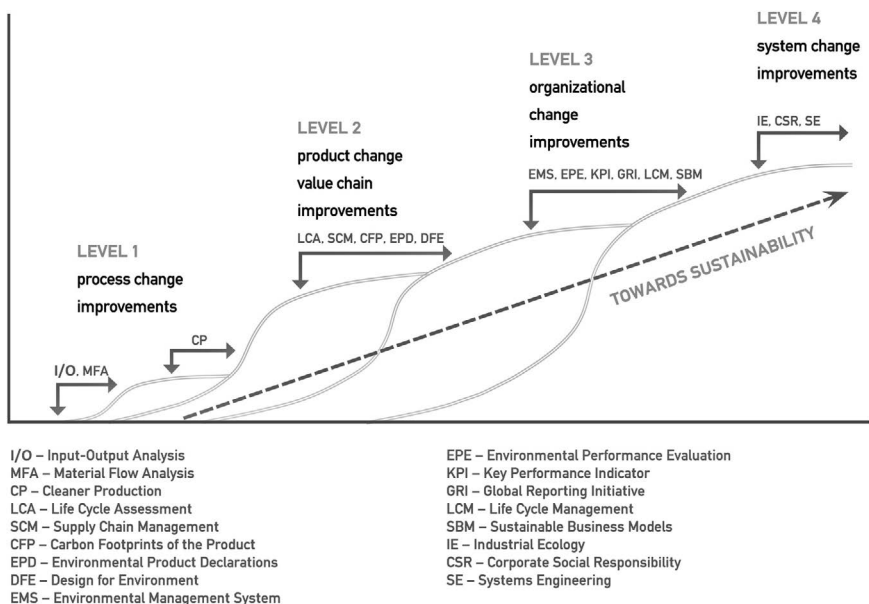 LEVEL 4
system change
improvements
IE, CSR, SE
LEVEL 3
organizational
change
improvements
EMS, EPE, KPI, GRI, LCM, SBM
LEVEL 2
product change
value chain
improvements
LCA, SCM, CFP, EPD, DFE
LEVEL 1
process change
improvements
CP
I/O, MFA
TOWARDS SUSTAINABILITY
I/O – Input-Output Analysis
MFA – Material Flow Analysis
CP – Cleaner Production
LCA – Life Cycle Assessment
SCM – Supply Chain Management
CFP – Carbon Footprints of the Product
EPD – Environmental Product Declarations
DFE – Design for Environment
EMS – Environmental Management System
EPE – Environmental Performance Evaluation
KPI – Key Performance Indicator
GRI – Global Reporting Initiative
LCM – Life Cycle Management
SBM – Sustainable Business Models
IE – Industrial Ecology
CSR – Corporate Social Responsibility
SE – Systems Engineering